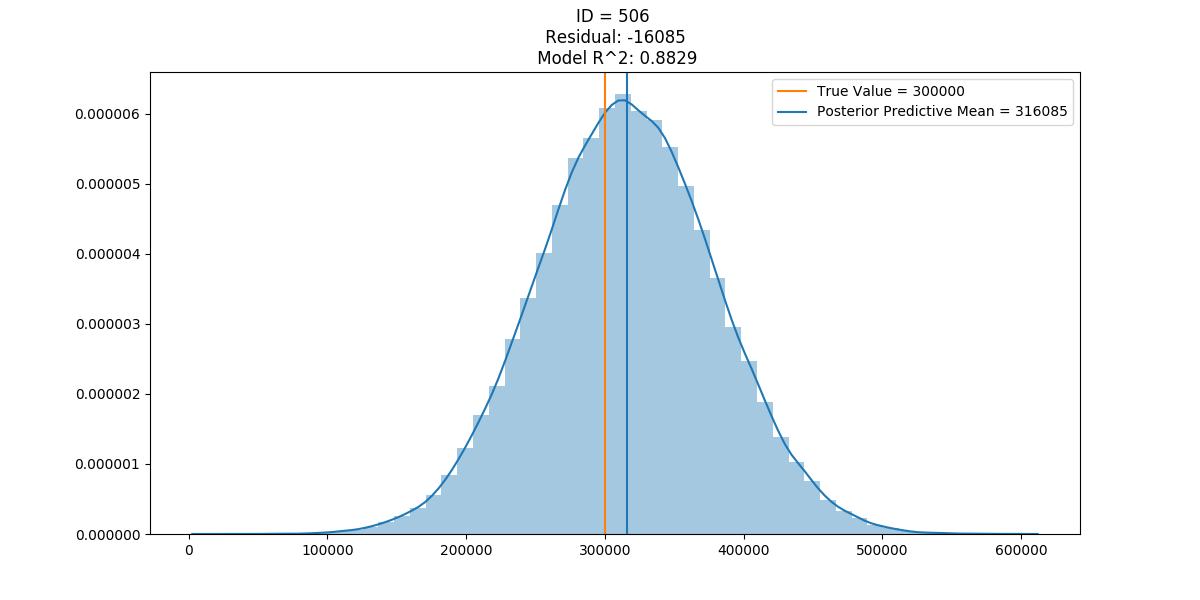 ID = 506
Residual: -16085
Model R^2: 0.8829
True Value = 300000
Posterior Predictive Mean = 316085
0.000006
0.000005
0.000004
0.000003
0.000002
0.000001
0.000000
0 100000 200000 300000 400000 500000 600000